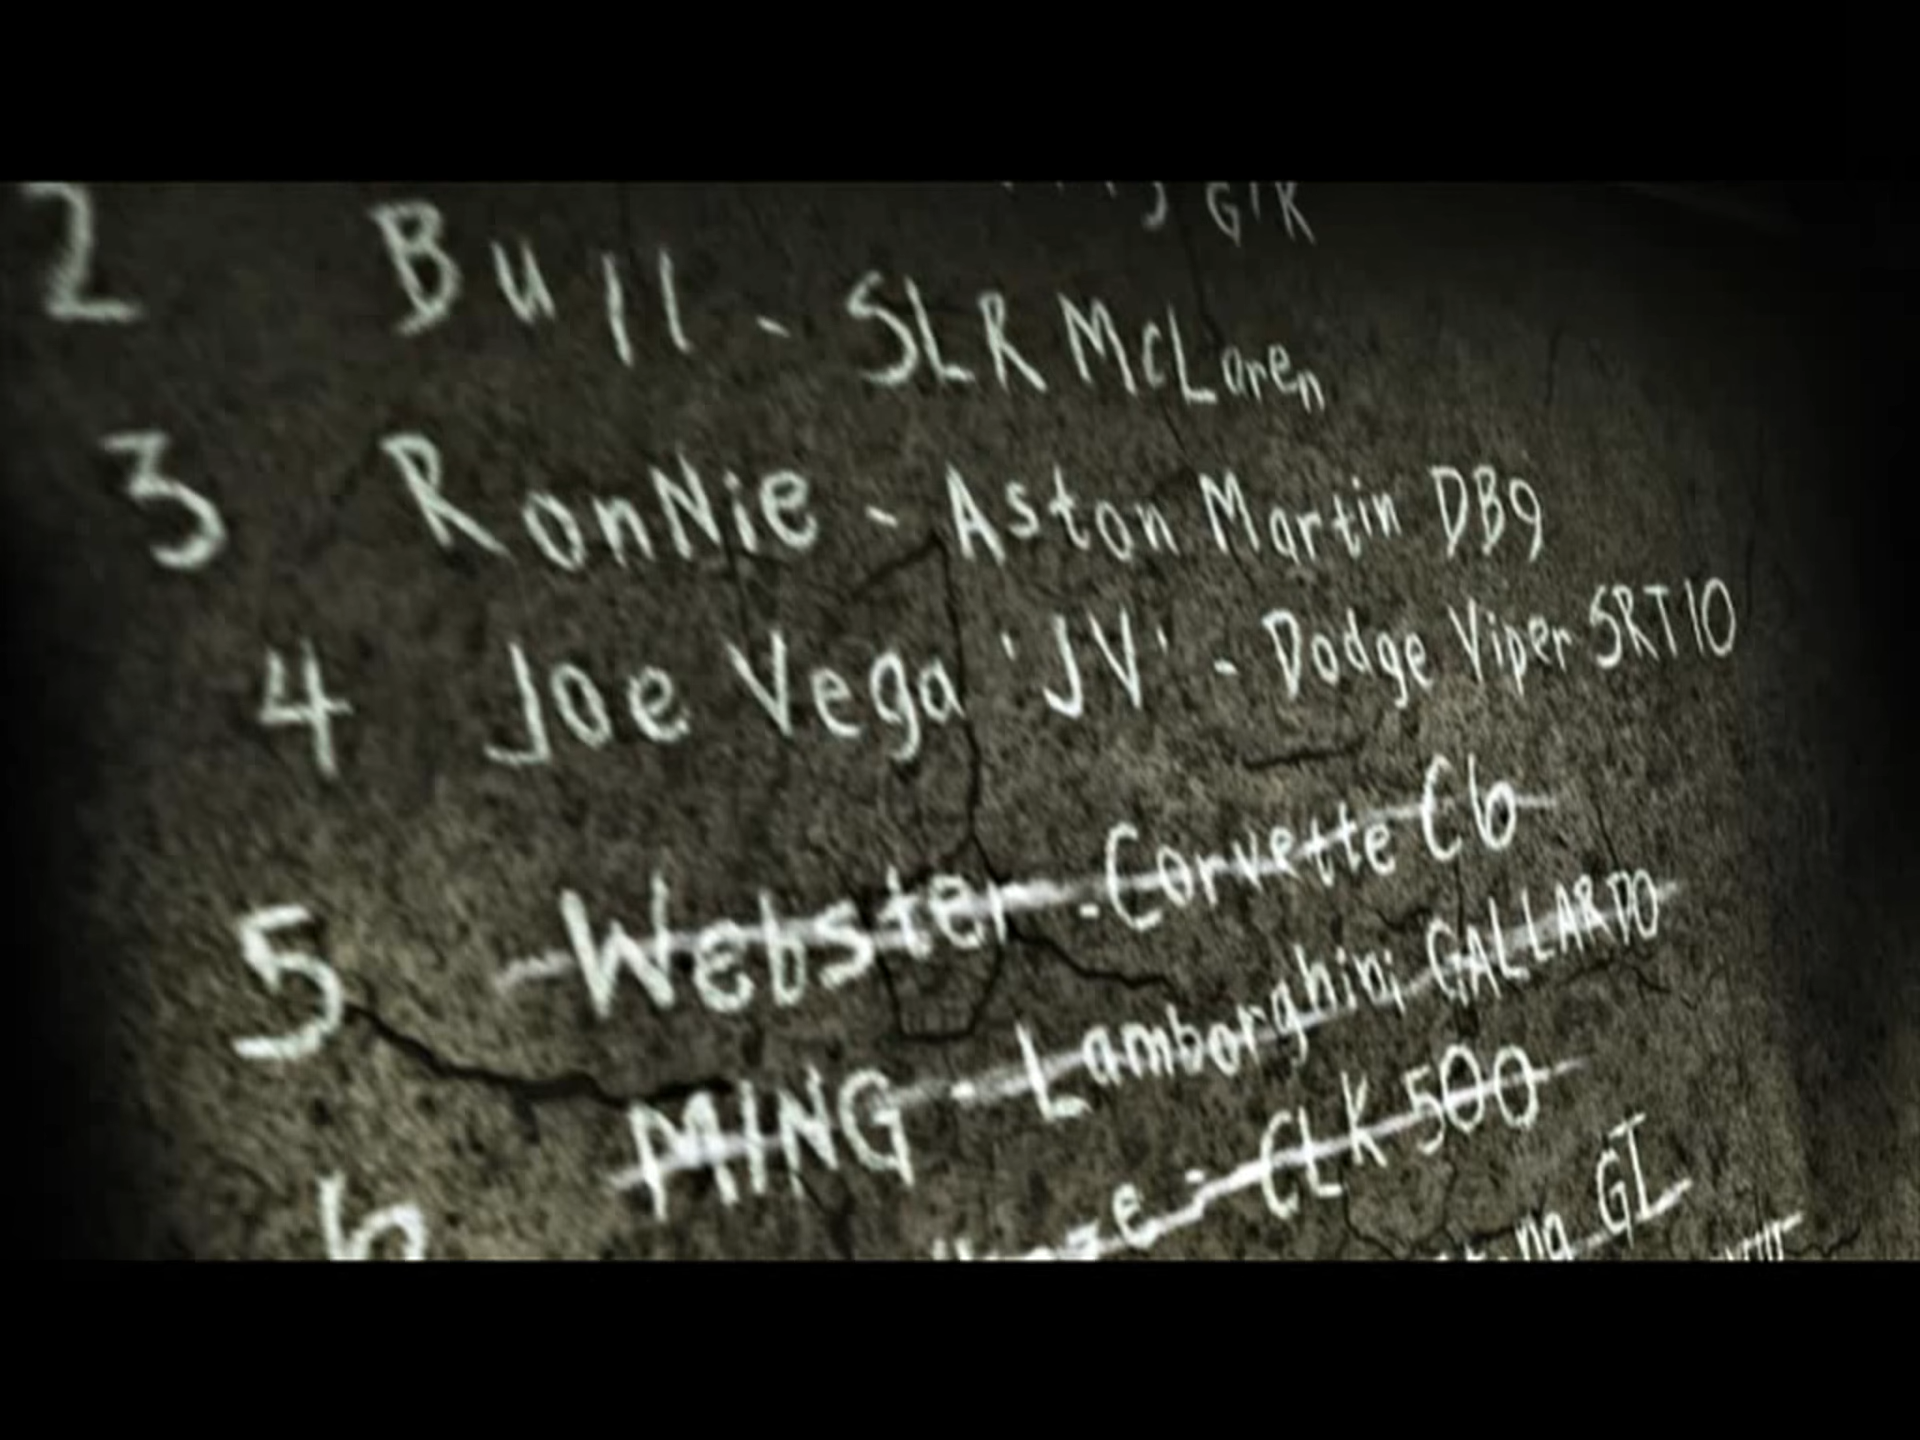 GTR
2 Bull - SLR McLaren
3 RonNie - Aston Martin DB9
4 Joe Vega 'JV' - Dodge Viper SRT10
5 Webster - Corvette C6
6 MING - Lamborghini GALLARDO
- CLK 500
GT